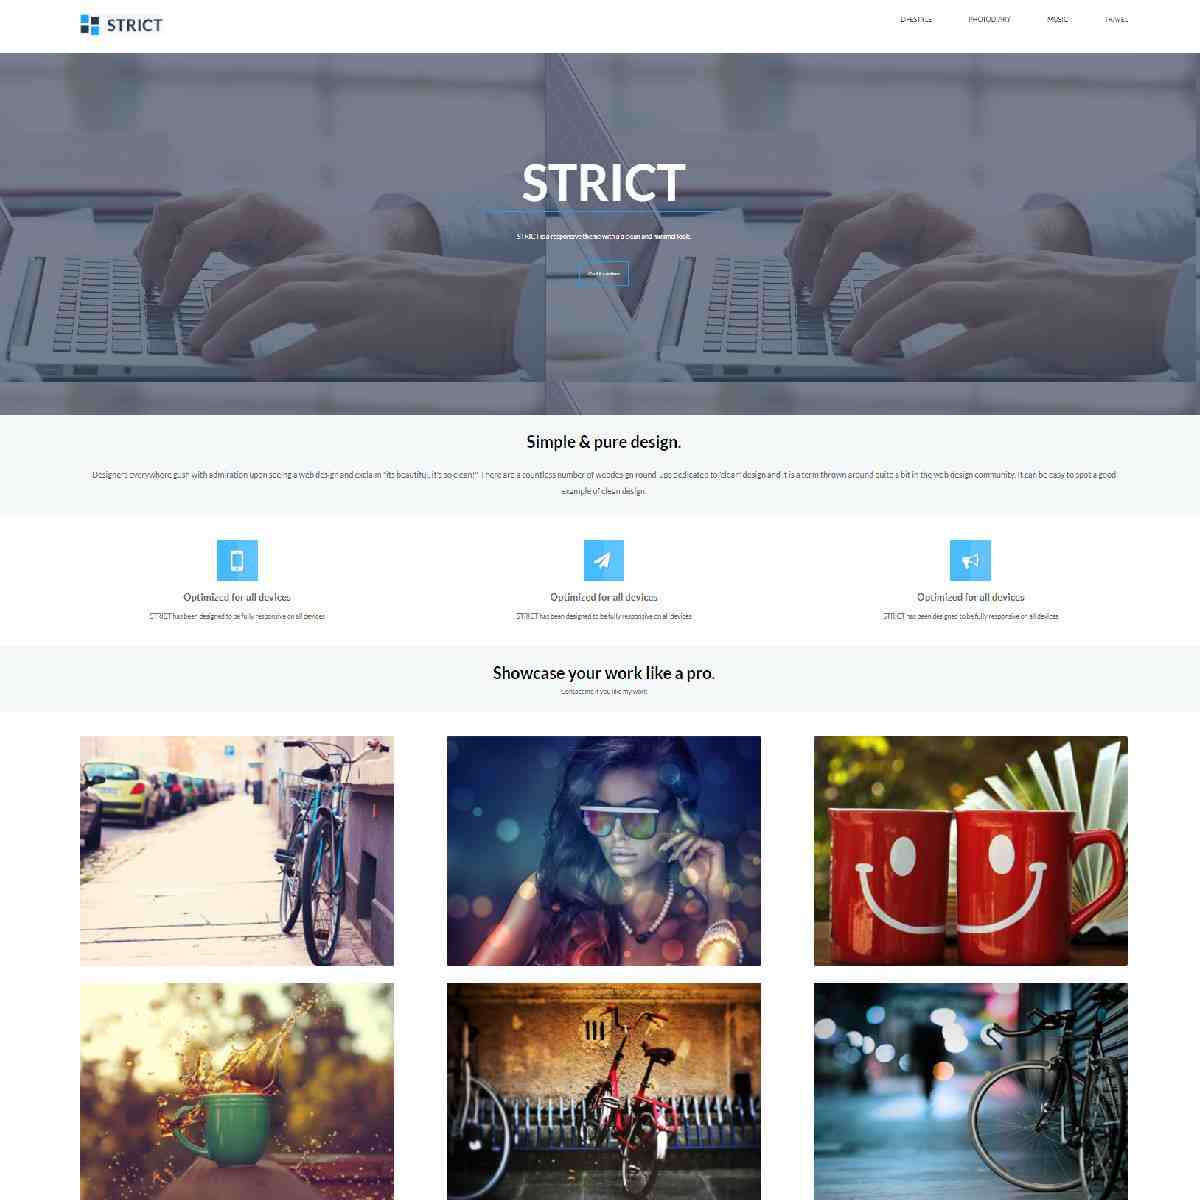 STRICT
LIFESTYLE PHOTODIARY MUSIC TRAVEL
STRICT
STRICT is a responsive theme with a clean and minimal look.
Simple & pure design.
Designers everywhere gush with admiration upon seeing a web design and exclaim "its beautiful, it's so clean!" There are a countless number of webdesign round-ups dedicated to "clean" design and it is a term thrown around quite a bit in the web design community. It can be easy to spot a good
example of clean design.
Optimized for all devices Optimized for all devices Optimized for all devices
STRICT has been designed to be fully responsive on all devices STRICT has been designed to be fully responsive on all devices STRICT has been designed to be fully responsive on all devices
Showcase your work like a pro.
Contact me if you like my work